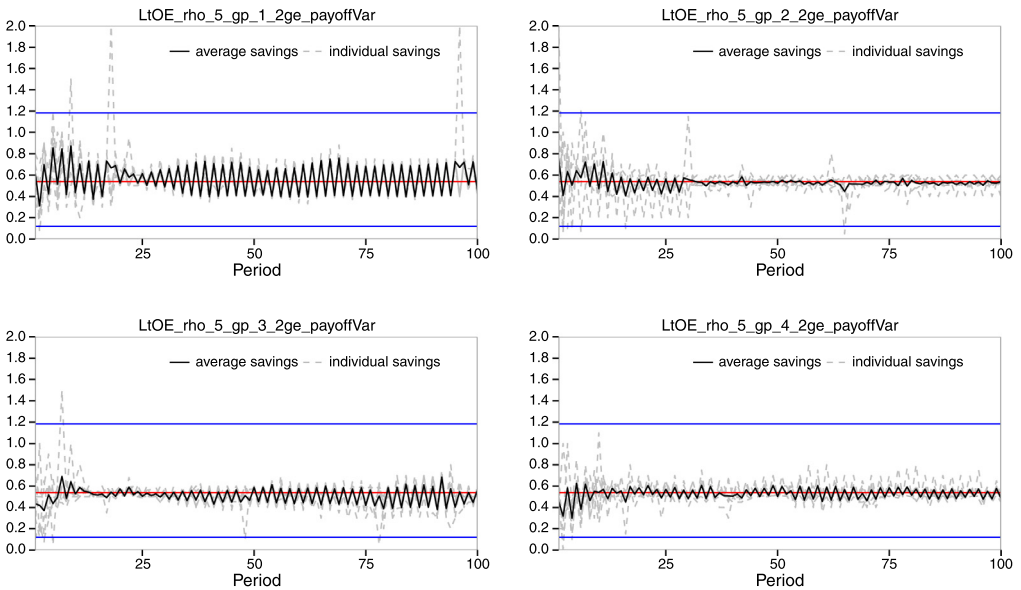 LtOE_rho_5_gp_1_2ge_payoffVar
2.0
1.8
1.6
1.4
1.2
1.0
0.8
0.6
0.4
0.2
0.0
average savings individual savings
25 50 75 100
Period
LtOE_rho_5_gp_2_2ge_payoffVar
2.0
1.8
1.6
1.4
1.2
1.0
0.8
0.6
0.4
0.2
0.0
average savings individual savings
25 50 75 100
Period
LtOE_rho_5_gp_3_2ge_payoffVar
2.0
1.8
1.6
1.4
1.2
1.0
0.8
0.6
0.4
0.2
0.0
average savings individual savings
25 50 75 100
Period
LtOE_rho_5_gp_4_2ge_payoffVar
2.0
1.8
1.6
1.4
1.2
1.0
0.8
0.6
0.4
0.2
0.0
average savings individual savings
25 50 75 100
Period